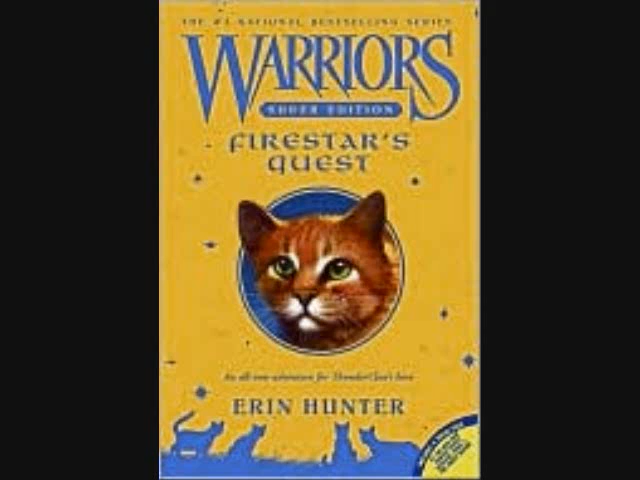 THE #1 NATIONAL BESTSELLING SERIES
WARRIORS
SUPER EDITION
FIRESTAR'S
QUEST
An all-new adventure for ThunderClan's hero
ERIN HUNTER